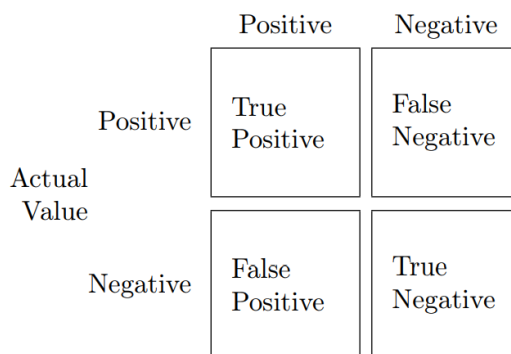 Positive Negative
Positive
True
Positive
False
Negative
Actual
Value
Negative
False
Positive
True
Negative